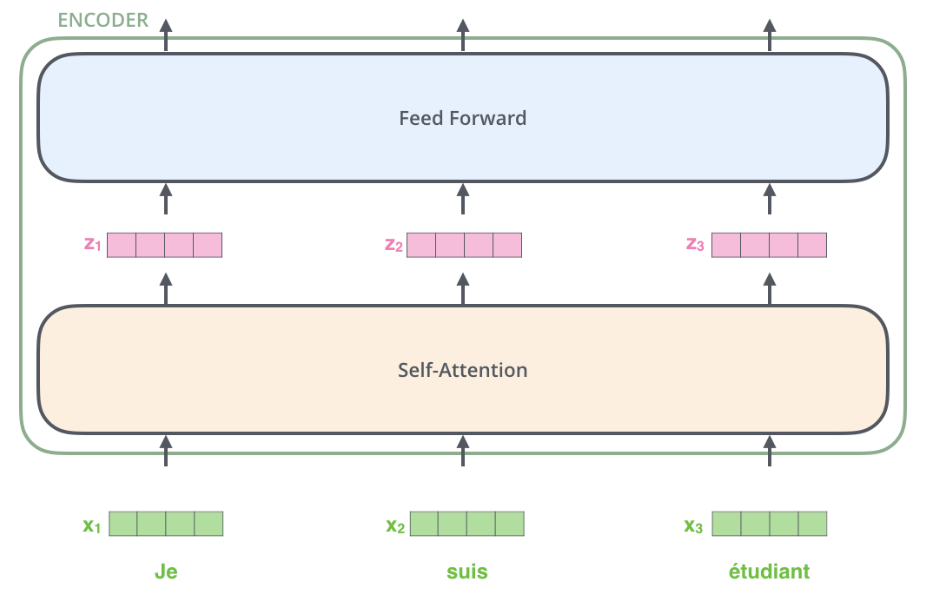 ENCODER
Feed Forward
z₁ z₂ z₃
Self-Attention
x₁ x₂ x₃
Je suis étudiant